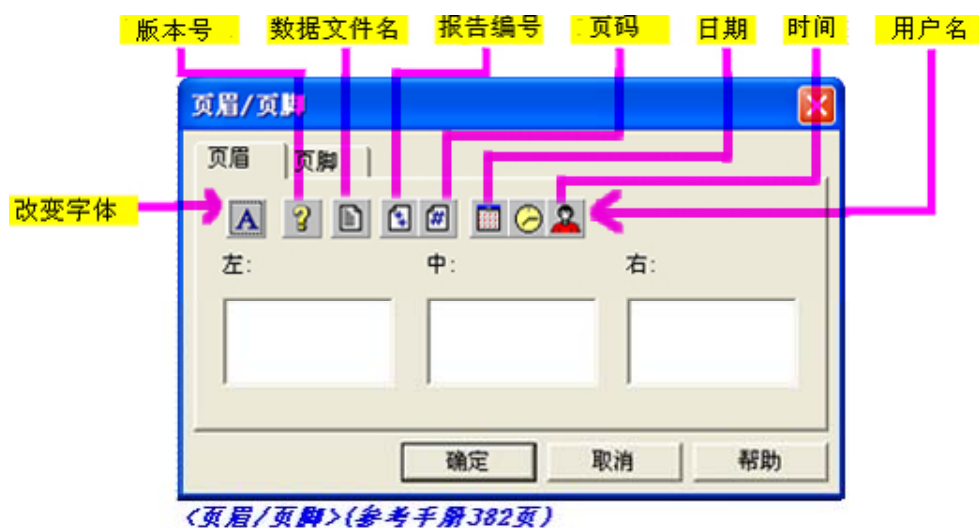 版本号 数据文件名 报告编号 页码 日期 时间 用户名
页眉/页脚
页眉 页脚
改变字体
左: 中: 右:
确定 取消 帮助
<页眉/页脚>(参考手册382页)